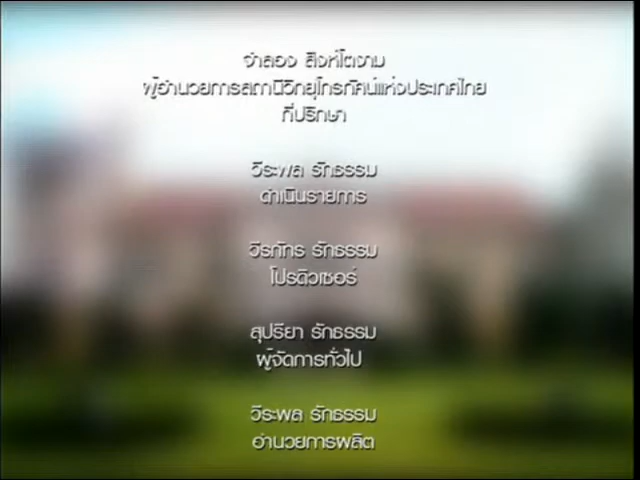 จำลอง สิงห์โตงาม
ผู้อำนวยการสถานีวิทยุโทรทัศน์แห่งประเทศไทย
ที่ปรึกษา
วีระพล รักธรรม
ดำเนินรายการ
วีรภัทร รักธรรม
โปรดิวเซอร์
สุปรียา รักธรรม
ผู้จัดการทั่วไป
วีระพล รักธรรม
อำนวยการผลิต